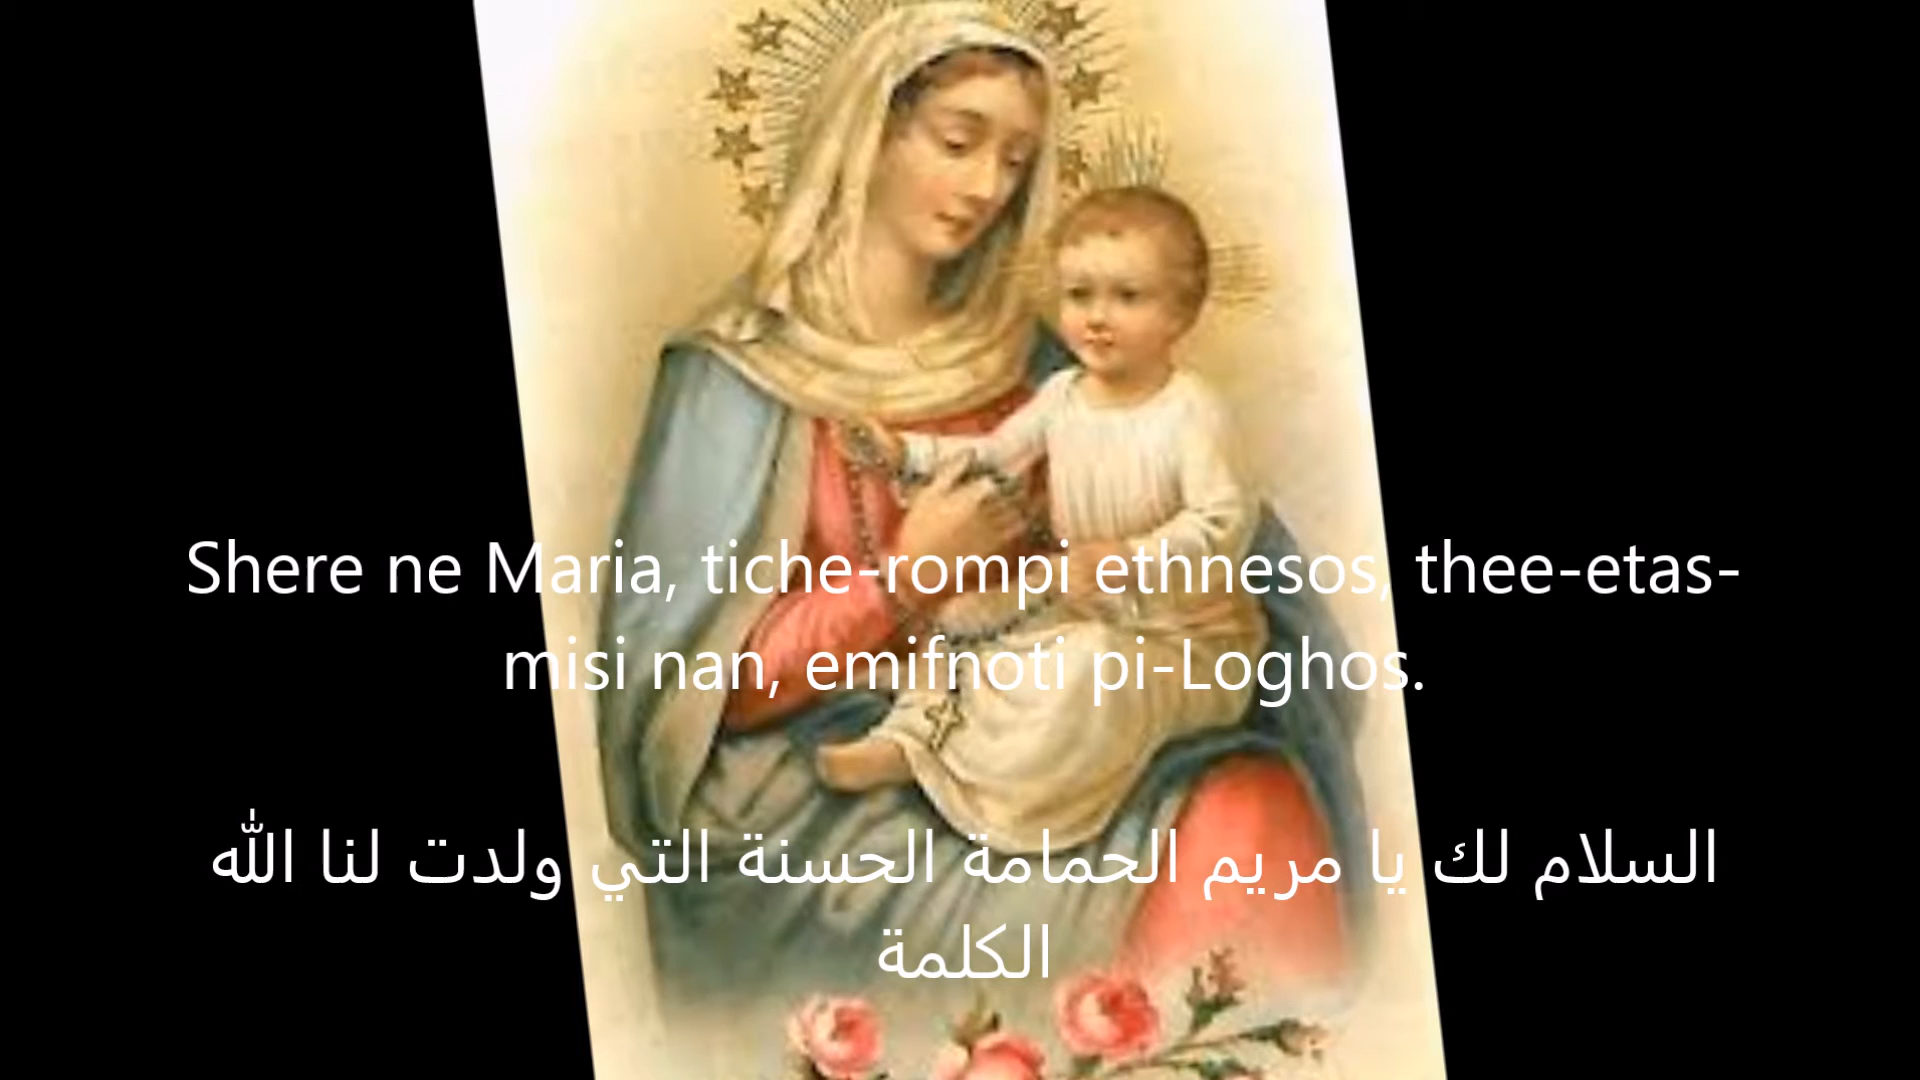 Shere ne Maria, tiche-rompi ethnesos, thee-etas-
misi nan, emifnoti pi-Loghos.
السلام لك يا مريم الحمامة الحسنة التي ولدت لنا الله
الكلمة